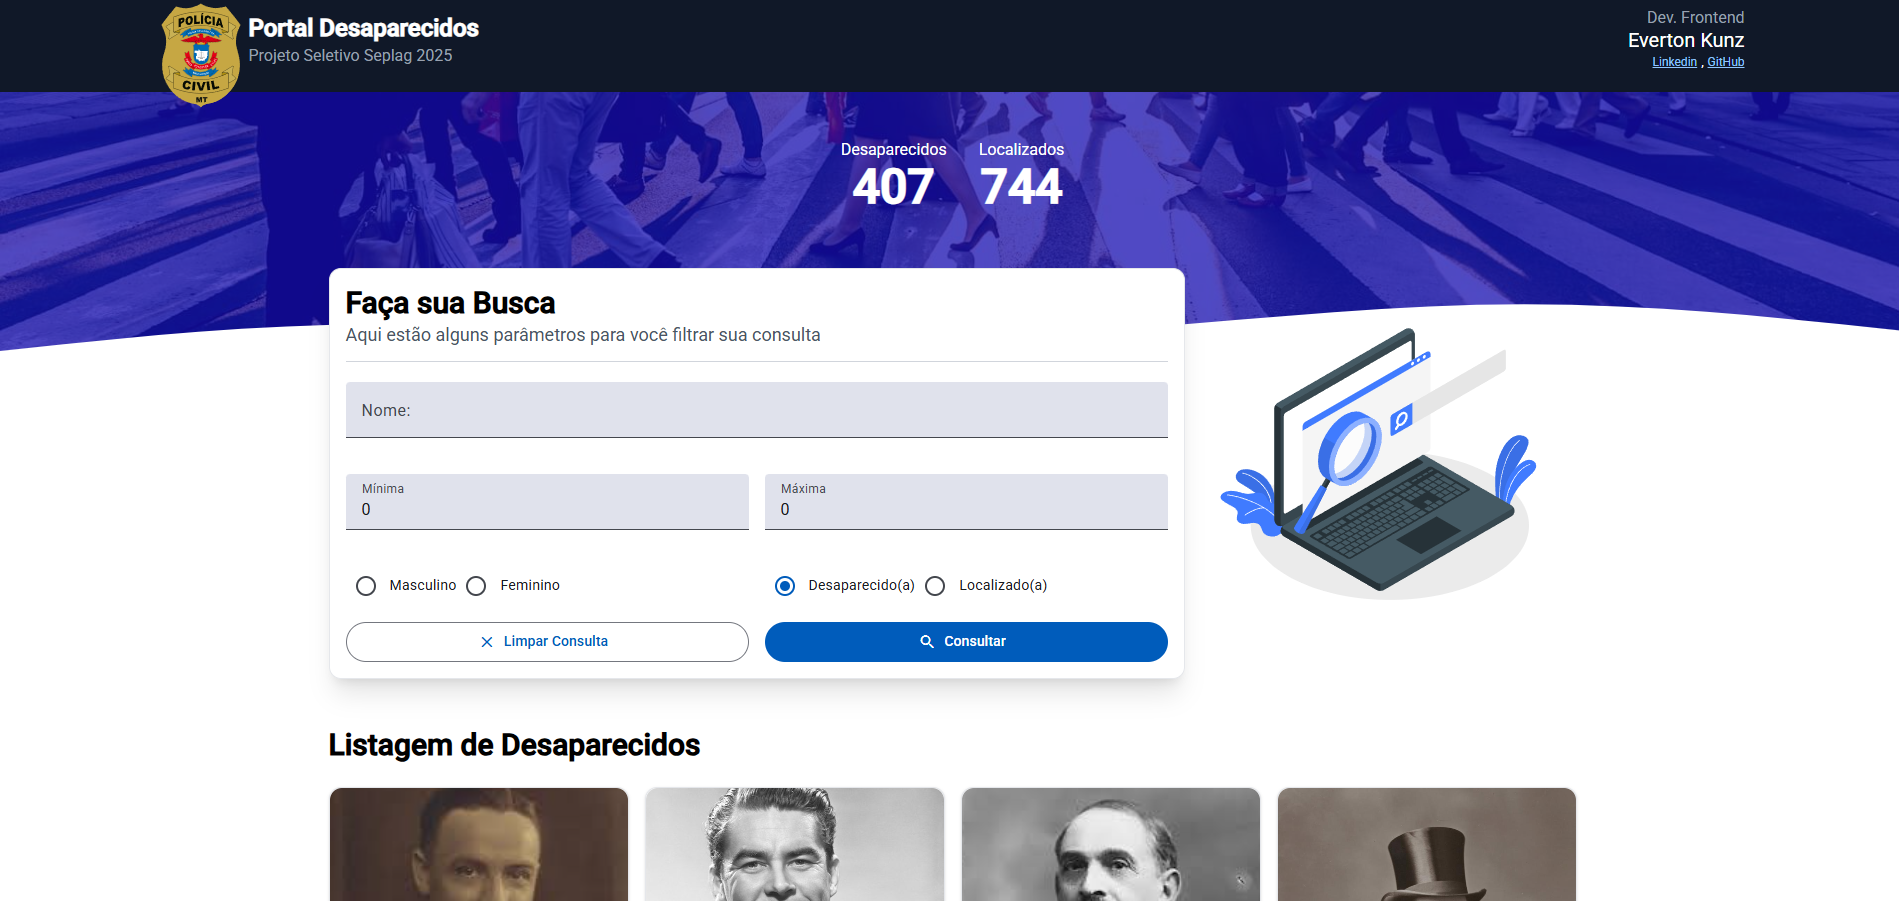 POLÍCIA
CIVIL
MT
Portal Desaparecidos
Projeto Seletivo Seplag 2025
Dev. Frontend
Everton Kunz
Linkedin , GitHub
Desaparecidos
407
Localizados
744
Faça sua Busca
Aqui estão alguns parâmetros para você filtrar sua consulta
Nome:
Mínima
0
Máxima
0
Masculino Feminino
Desaparecido(a) Localizado(a)
Limpar Consulta
Consultar
Listagem de Desaparecidos